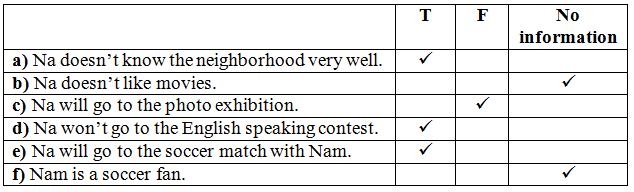 T F No information
a) Na doesn't know the neighborhood very well. ✓
b) Na doesn't like movies. ✓
c) Na will go to the photo exhibition. ✓
d) Na won't go to the English speaking contest. ✓
e) Na will go to the soccer match with Nam. ✓
f) Nam is a soccer fan. ✓